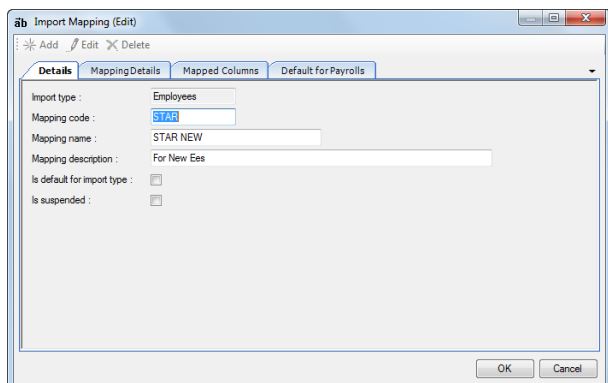 äb Import Mapping (Edit)
Add Edit Delete
Details Mapping Details Mapped Columns Default for Payrolls
Import type : Employees
Mapping code : STAR
Mapping name : STAR NEW
Mapping description : For New Ees
Is default for import type :
Is suspended :
OK Cancel